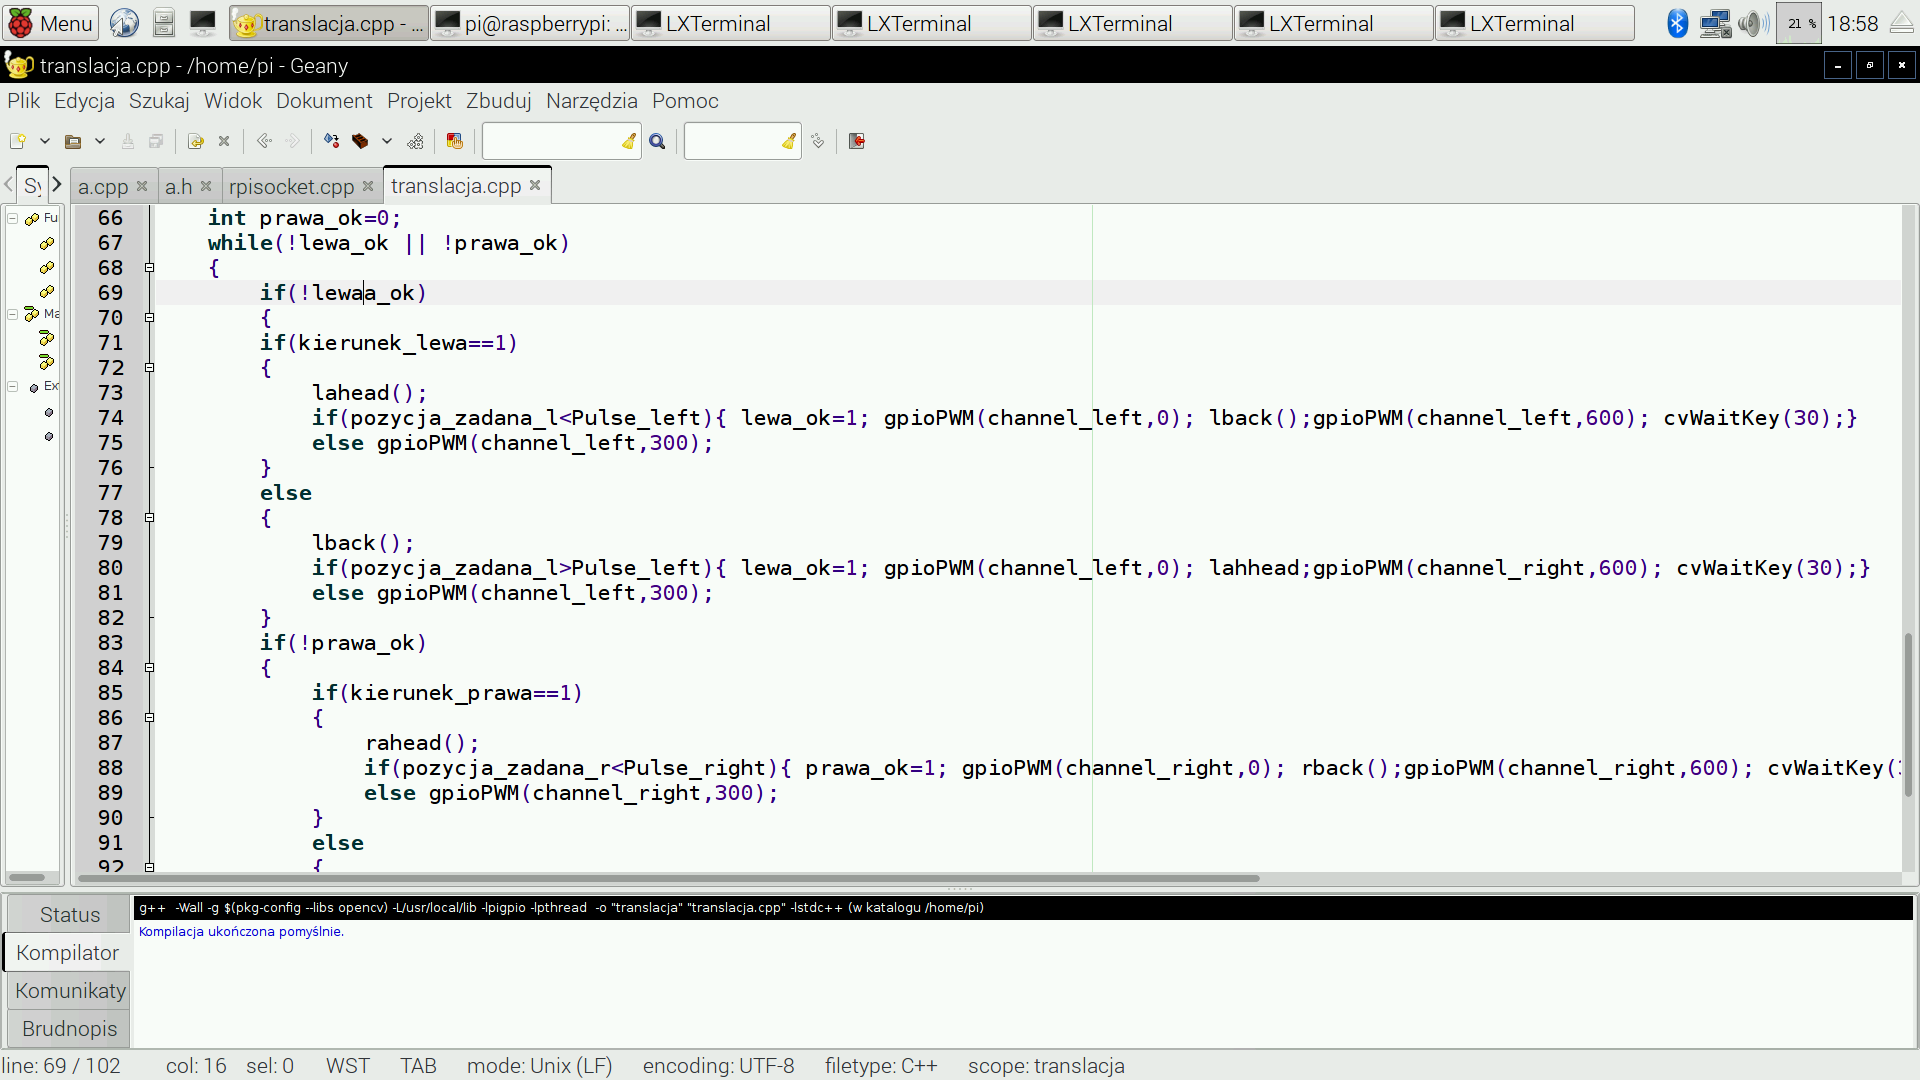 Menu translacja.cpp - ... pi@raspberrypi: ... LXTerminal LXTerminal LXTerminal LXTerminal LXTerminal 21 % 18:58
translacja.cpp - /home/pi - Geany
Plik Edycja Szukaj Widok Dokument Projekt Zbuduj Narzędzia Pomoc
a.cpp a.h rpisocket.cpp translacja.cpp
Fu
Ma
Ex
66 int prawa_ok=0;
67 while(!lewa_ok || !prawa_ok)
68 {
69 if(!lewaa_ok)
70 {
71 if(kierunek_lewa==1)
72 {
73 lahead();
74 if(pozycja_zadana_l<Pulse_left){ lewa_ok=1; gpioPWM(channel_left,0); lback();gpioPWM(channel_left,600); cvWaitKey(30);}
75 else gpioPWM(channel_left,300);
76 }
77 else
78 {
79 lback();
80 if(pozycja_zadana_l>Pulse_left){ lewa_ok=1; gpioPWM(channel_left,0); lahhead;gpioPWM(channel_right,600); cvWaitKey(30);}
81 else gpioPWM(channel_left,300);
82 }
83 if(!prawa_ok)
84 {
85 if(kierunek_prawa==1)
86 {
87 rahead();
88 if(pozycja_zadana_r<Pulse_right){ prawa_ok=1; gpioPWM(channel_right,0); rback();gpioPWM(channel_right,600); cvWaitKey(
89 else gpioPWM(channel_right,300);
90 }
91 else
92 {
Status
Kompilator
Komunikaty
Brudnopis
g++ -Wall -g $(pkg-config --libs opencv) -L/usr/local/lib -lpigpio -lpthread -o "translacja" "translacja.cpp" -lstdc++ (w katalogu /home/pi)
Kompilacja ukończona pomyślnie.
line: 69 / 102 col: 16 sel: 0 WST TAB mode: Unix (LF) encoding: UTF-8 filetype: C++ scope: translacja